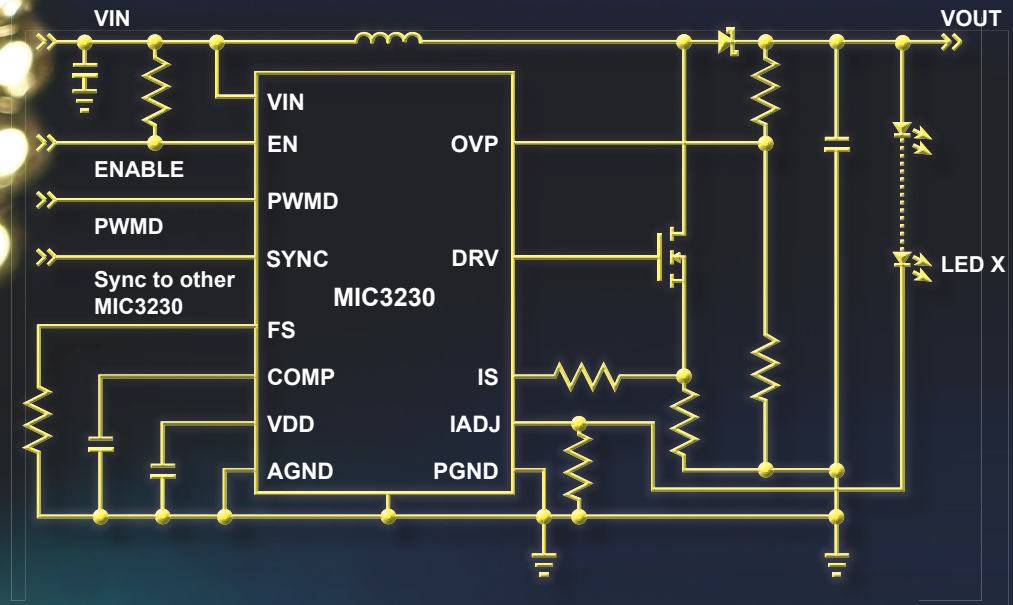 VIN
VOUT
VIN
EN
OVP
ENABLE
PWMD
PWMD
SYNC
DRV
LED X
Sync to other
MIC3230
MIC3230
FS
COMP
IS
VDD
IADJ
AGND
PGND